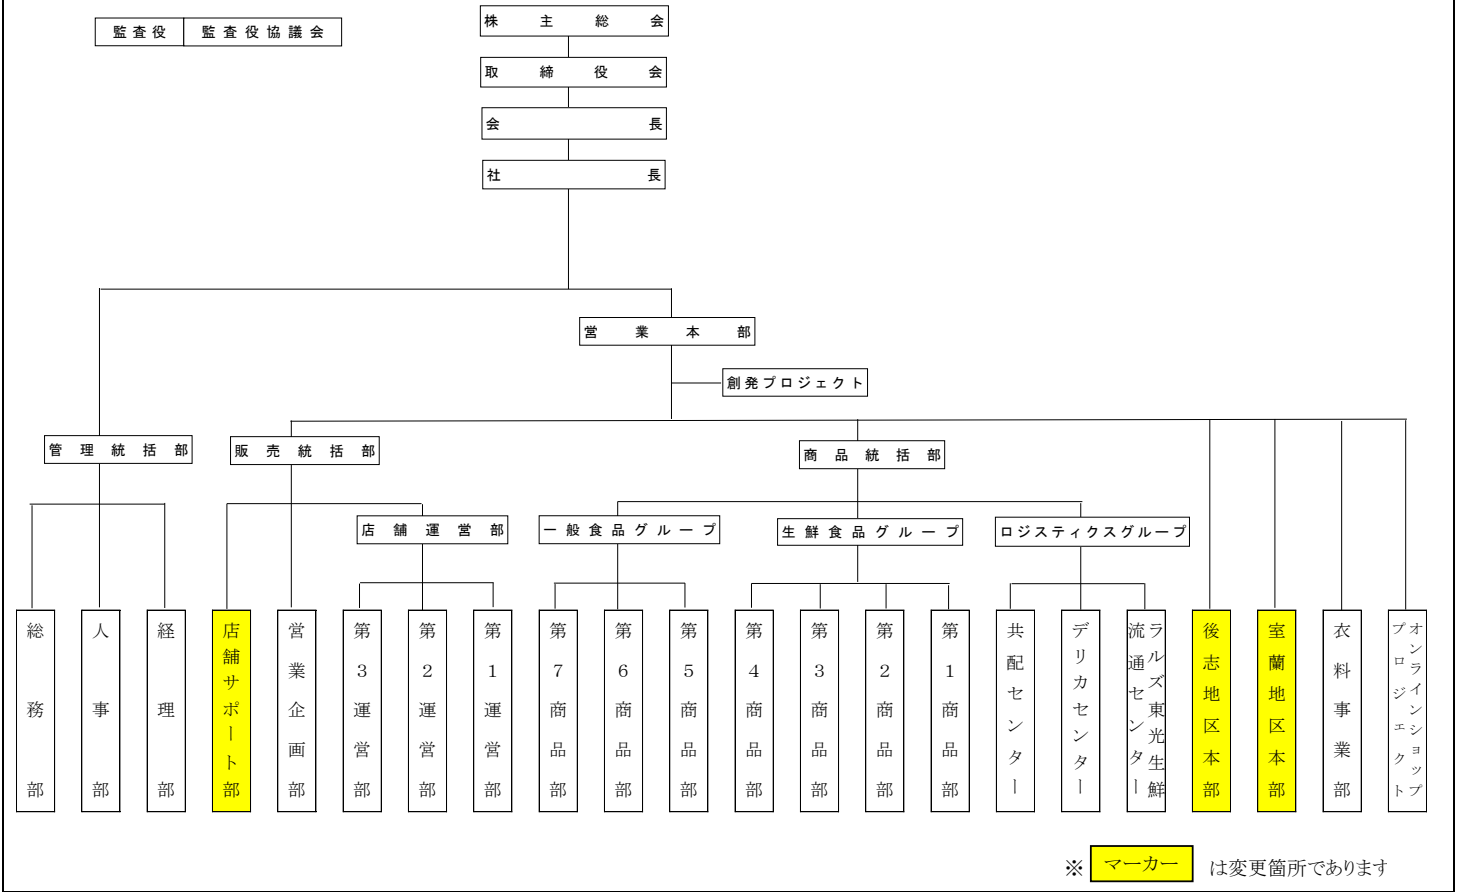 監査役 監査役協議会
株主総会
取締役会
会長
社長
営業本部
創発プロジェクト
管理統括部
販売統括部
商品統括部
店舗運営部
一般食品グループ
生鮮食品グループ
ロジスティクスグループ
総務部
人事部
経理部
店舗サポート部
営業企画部
第3運営部
第2運営部
第1運営部
第7商品部
第6商品部
第5商品部
第4商品部
第3商品部
第2商品部
第1商品部
共配センター
デリカセンター
ラルズ東光生鮮
流通センター
後志地区本部
室蘭地区本部
衣料事業部
オンラインショップ
プロジェクト
※ マーカー は変更箇所であります